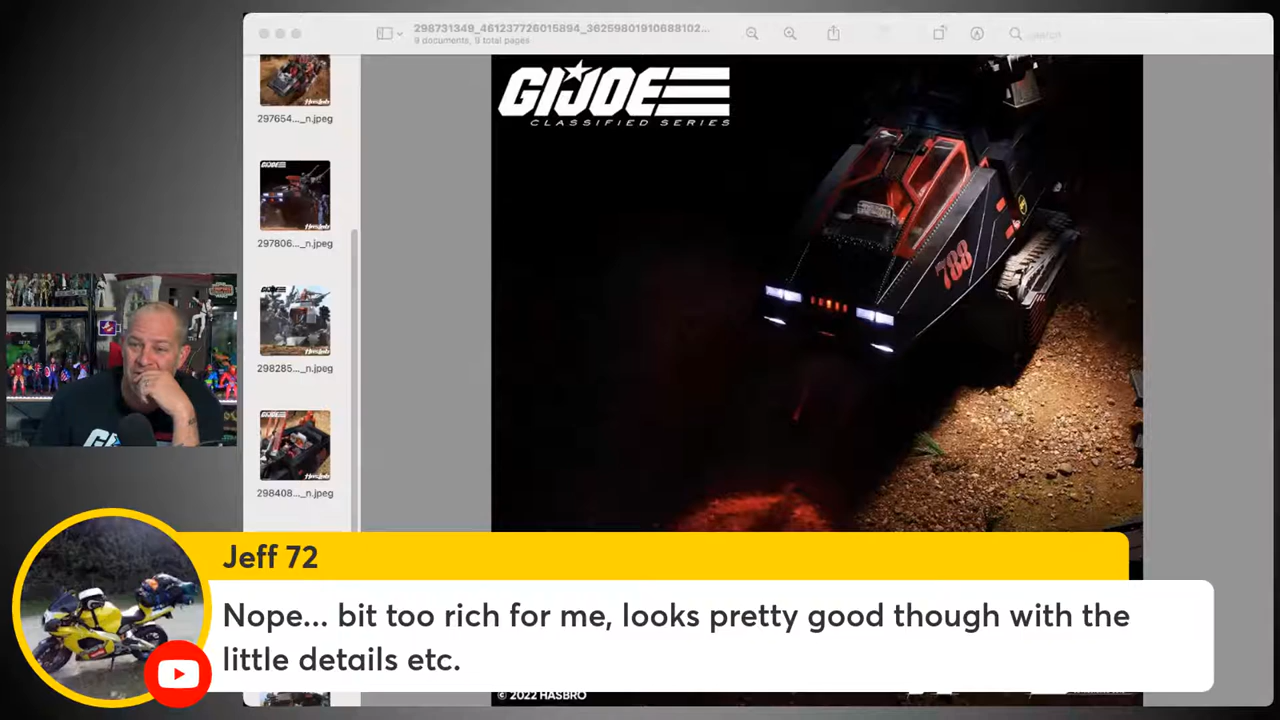 298731349_461237726015894_36259801910688102...
9 documents, 9 total pages
search
297654..._n.jpeg
297806..._n.jpeg
298285..._n.jpeg
298408..._n.jpeg
GIJOE
CLASSIFIED SERIES
788
Jeff 72
Nope... bit too rich for me, looks pretty good though with the
little details etc.
© 2022 HASBRO